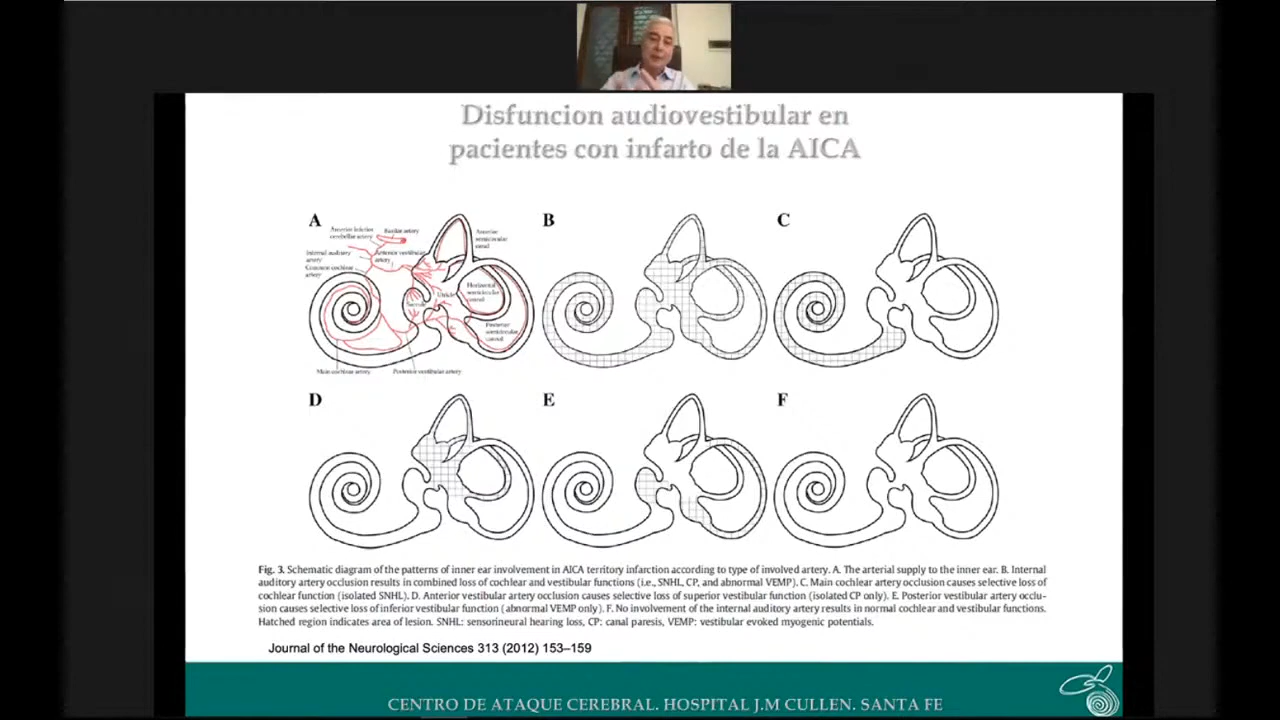 Disfuncion audiovestibular en
pacientes con infarto de la AICA
A
B
C
Anterior inferior
cerebellar artery
Basilar artery
Anterior
semicircular
canal
Internal auditory
artery
Anterior vestibular
artery
Common cochlear
artery
Horizontal
semicircular
canal
Utricle
Saccule
Posterior
semicircular
canal
Main cochlear artery
Posterior vestibular artery
D
E
F
Fig. 3. Schematic diagram of the patterns of inner ear involvement in AICA territory infarction according to type of involved artery. A. The arterial supply to the inner ear. B. Internal
auditory artery occlusion results in combined loss of cochlear and vestibular functions (i.e., SNHL, CP, and abnormal VEMP). C. Main cochlear artery occlusion causes selective loss of
cochlear function (isolated SNHL). D. Anterior vestibular artery occlusion causes selective loss of superior vestibular function (isolated CP only). E. Posterior vestibular artery occlu-
sion causes selective loss of inferior vestibular function (abnormal VEMP only). F. No involvement of the internal auditory artery results in normal cochlear and vestibular functions.
Hatched region indicates area of lesion. SNHL: sensorineural hearing loss, CP: canal paresis, VEMP: vestibular evoked myogenic potentials.
Journal of the Neurological Sciences 313 (2012) 153–159
CENTRO DE ATAQUE CEREBRAL. HOSPITAL J.M CULLEN. SANTA FE